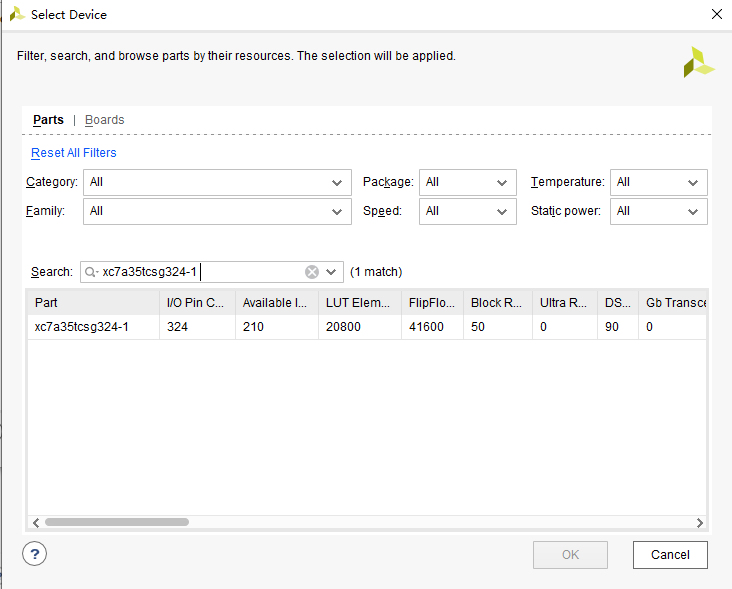 Select Device
Filter, search, and browse parts by their resources. The selection will be applied.
Parts | Boards
Reset All Filters
Category: All Package: All Temperature: All
Family: All Speed: All Static power: All
Search: xc7a35tcsg324-1 (1 match)
Part I/O Pin C... Available I... LUT Elem... FlipFlo... Block R... Ultra R... DS... Gb Transce
xc7a35tcsg324-1 324 210 20800 41600 50 0 90 0
? OK Cancel